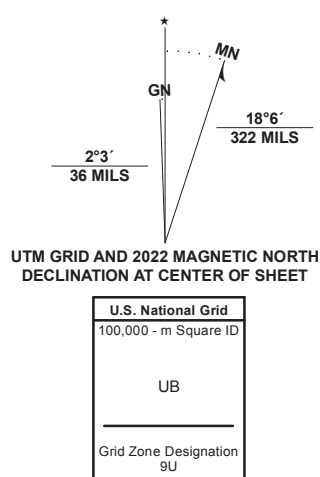 ★
MN
GN
18°6´
322 MILS
2°3´
36 MILS
UTM GRID AND 2022 MAGNETIC NORTH
DECLINATION AT CENTER OF SHEET
U.S. National Grid
100,000 - m Square ID
UB
Grid Zone Designation
9U